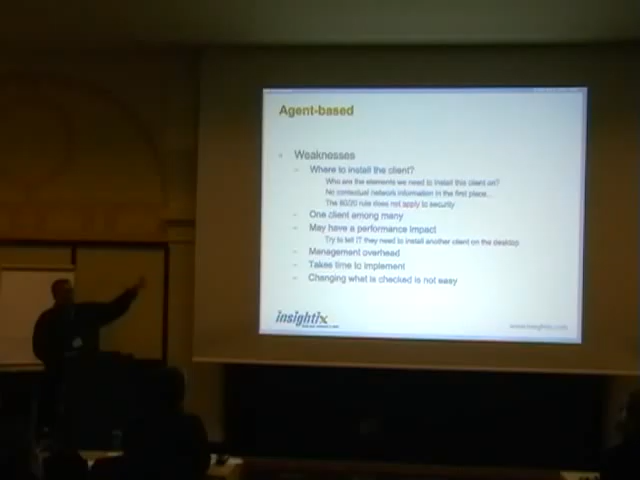 Agent-based
Weaknesses
– Where to install the client?
Who are the elements we need to install this client on?
No contextual network information in the first place...
The 80/20 rule does not apply to security
– One client among many
– May have a performance impact
Try to tell IT they need to install another client on the desktop
– Management overhead
– Takes time to implement
– Changing what is checked is not easy
insightix
www.insightix.com